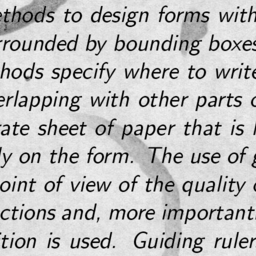 ethods to design forms with
rrounded by bounding boxes
hods specify where to write
erlapping with other parts o
rate sheet of paper that is l
ly on the form. The use of g
oint of view of the quality o
ctions and, more important
ition is used. Guiding ruler